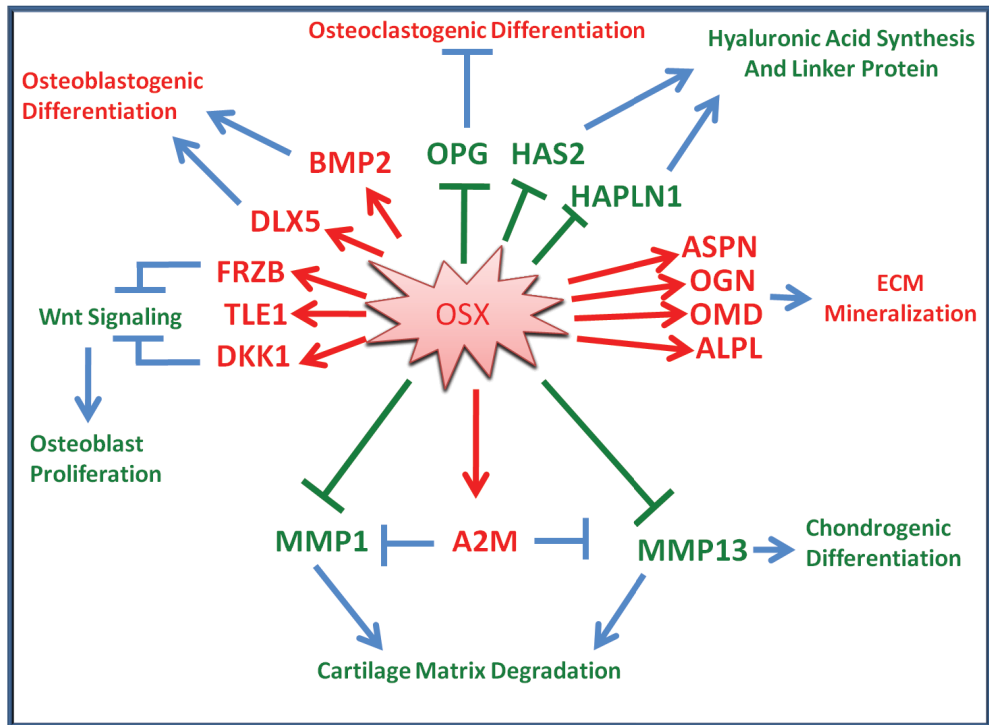 Osteoclastogenic Differentiation
Hyaluronic Acid Synthesis
And Linker Protein
Osteoblastogenic
Differentiation
BMP2
OPG
HAS2
HAPLN1
DLX5
ASPN
FRZB
OGN
ECM
Mineralization
Wnt Signaling
TLE1
OSX
OMD
DKK1
ALPL
Osteoblast
Proliferation
MMP1
A2M
MMP13
Chondrogenic
Differentiation
Cartilage Matrix Degradation